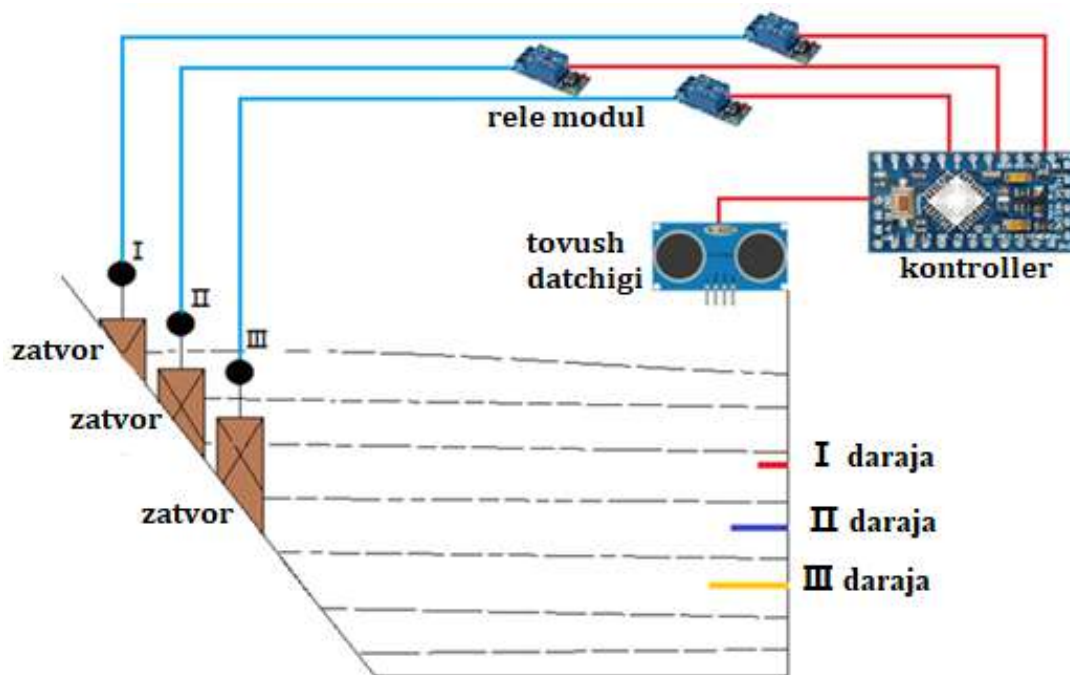 rele modul
tovush
datchigi
kontroller
I
II
III
zatvor
zatvor
zatvor
I daraja
II daraja
III daraja